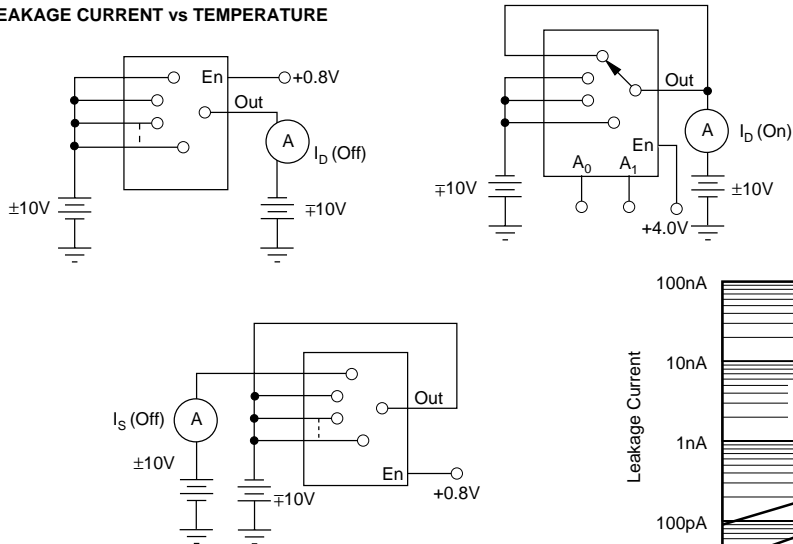 EAKAGE CURRENT vs TEMPERATURE
En
+0.8V
Out
A
I_D (Off)
±10V
∓10V
Out
A
I_D (On)
En
A_0 A_1
∓10V
±10V
+4.0V
I_S (Off)
A
Out
±10V
∓10V
En
+0.8V
Leakage Current
100nA
10nA
1nA
100pA